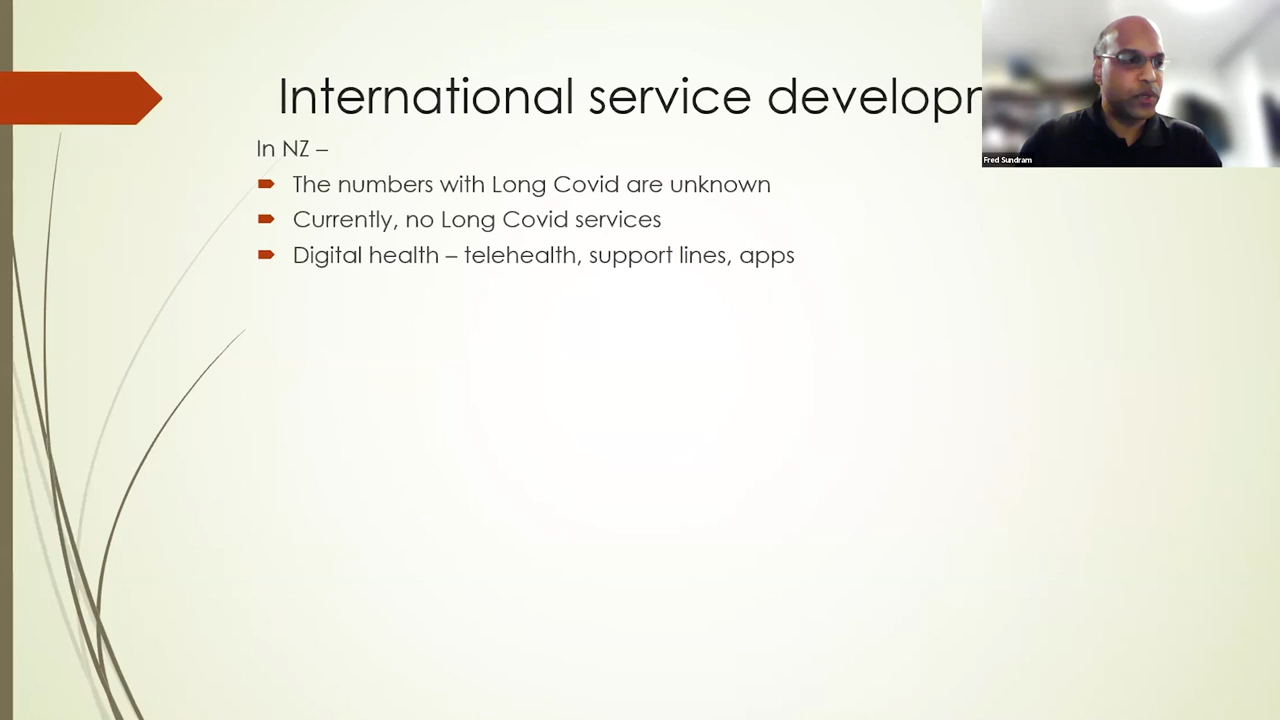 International service developm
In NZ –
The numbers with Long Covid are unknown
Currently, no Long Covid services
Digital health – telehealth, support lines, apps
Fred Sundram